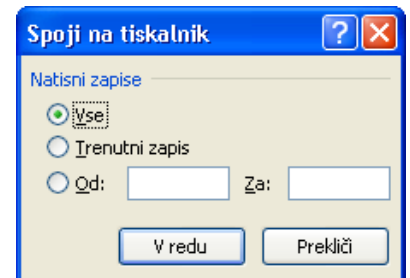 Spoji na tiskalnik
Natisni zapise
Vse
Trenutni zapis
Od: Za:
V redu Prekliči